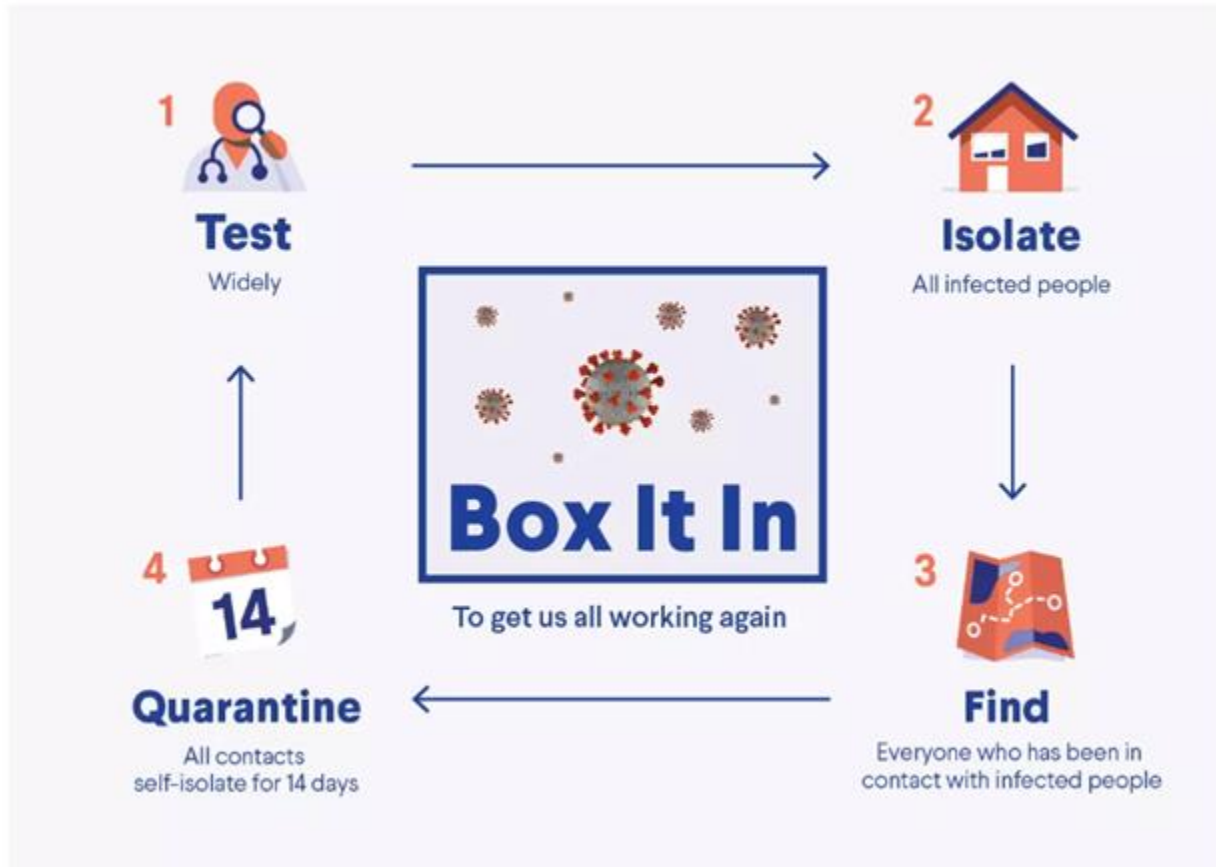 1
Test
Widely
2
Isolate
All infected people
Box It In
To get us all working again
4
14
Quarantine
All contacts
self-isolate for 14 days
3
Find
Everyone who has been in
contact with infected people